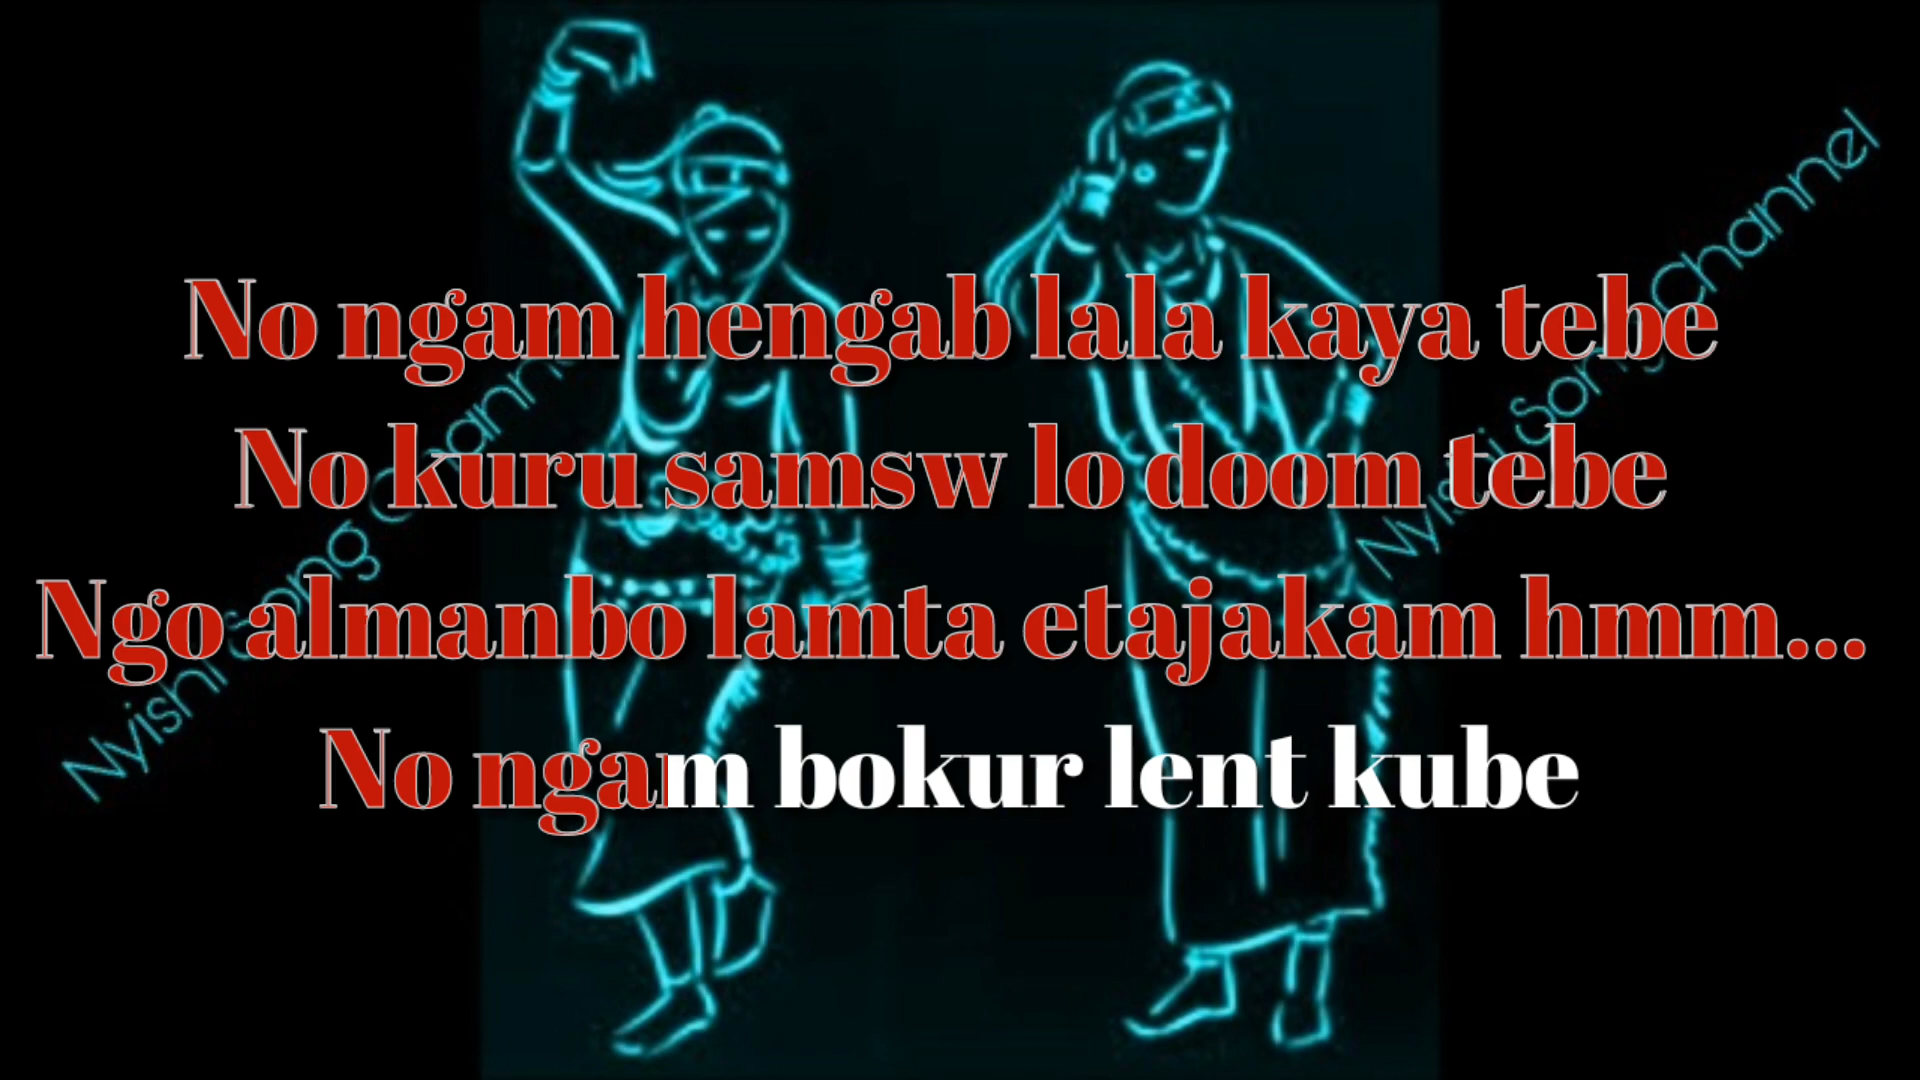 No ngam hengab lala kaya tebe
No kuru samsw lo doom tebe
Ngo almanbo lamta etajakam hmm...
No ngam bokur lent kube
Nyishi Song Channel
Nyishi Song Channel